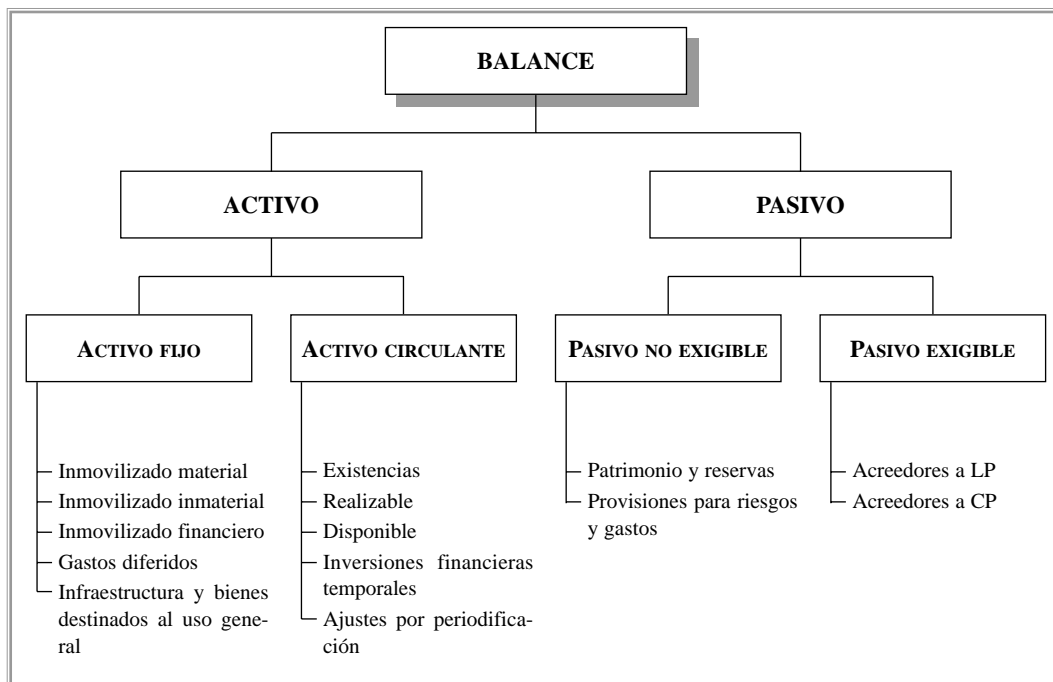 BALANCE
ACTIVO
PASIVO
ACTIVO FIJO
ACTIVO CIRCULANTE
PASIVO NO EXIGIBLE
PASIVO EXIGIBLE
Inmovilizado material
Inmovilizado inmaterial
Inmovilizado financiero
Gastos diferidos
Infraestructura y bienes
destinados al uso gene-
ral
Existencias
Realizable
Disponible
Inversiones financieras
temporales
Ajustes por periodifica-
ción
Patrimonio y reservas
Provisiones para riesgos
y gastos
Acreedores a LP
Acreedores a CP